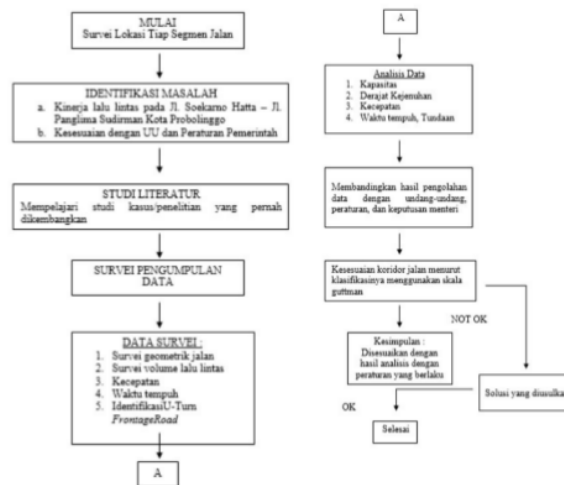 MULAI
Survei Lokasi Tiap Segmen Jalan
IDENTIFIKASI MASALAH
a. Kinerja lalu lintas pada Jl. Soekarno Hatta – Jl.
Panglima Sudirman Kota Probolinggo
b. Kesesuaian dengan UU dan Peraturan Pemerintah
STUDI LITERATUR
Mempelajari studi kasus/penelitian yang pernah
dikembangkan
SURVEI PENGUMPULAN
DATA
DATA SURVEI :
1. Survei geometrik jalan
2. Survei volume lalu lintas
3. Kecepatan
4. Waktu tempuh
5. IdentifikasiU-Turn
FrontageRoad
A
A
Analisis Data
1. Kapasitas
2. Derajat Kejenuhan
3. Kecepatan
4. Waktu tempuh, Tundaan
Membandingkan hasil pengolahan
data dengan undang-undang,
peraturan, dan keputusan menteri
Kesesuaian koridor jalan menurut
klasifikasinya menggunakan skala
guttman
NOT OK
Kesimpulan :
Disesuaikan dengan
hasil analisis dengan
peraturan yang berlaku
Solusi yang diusulka
OK
Selesai